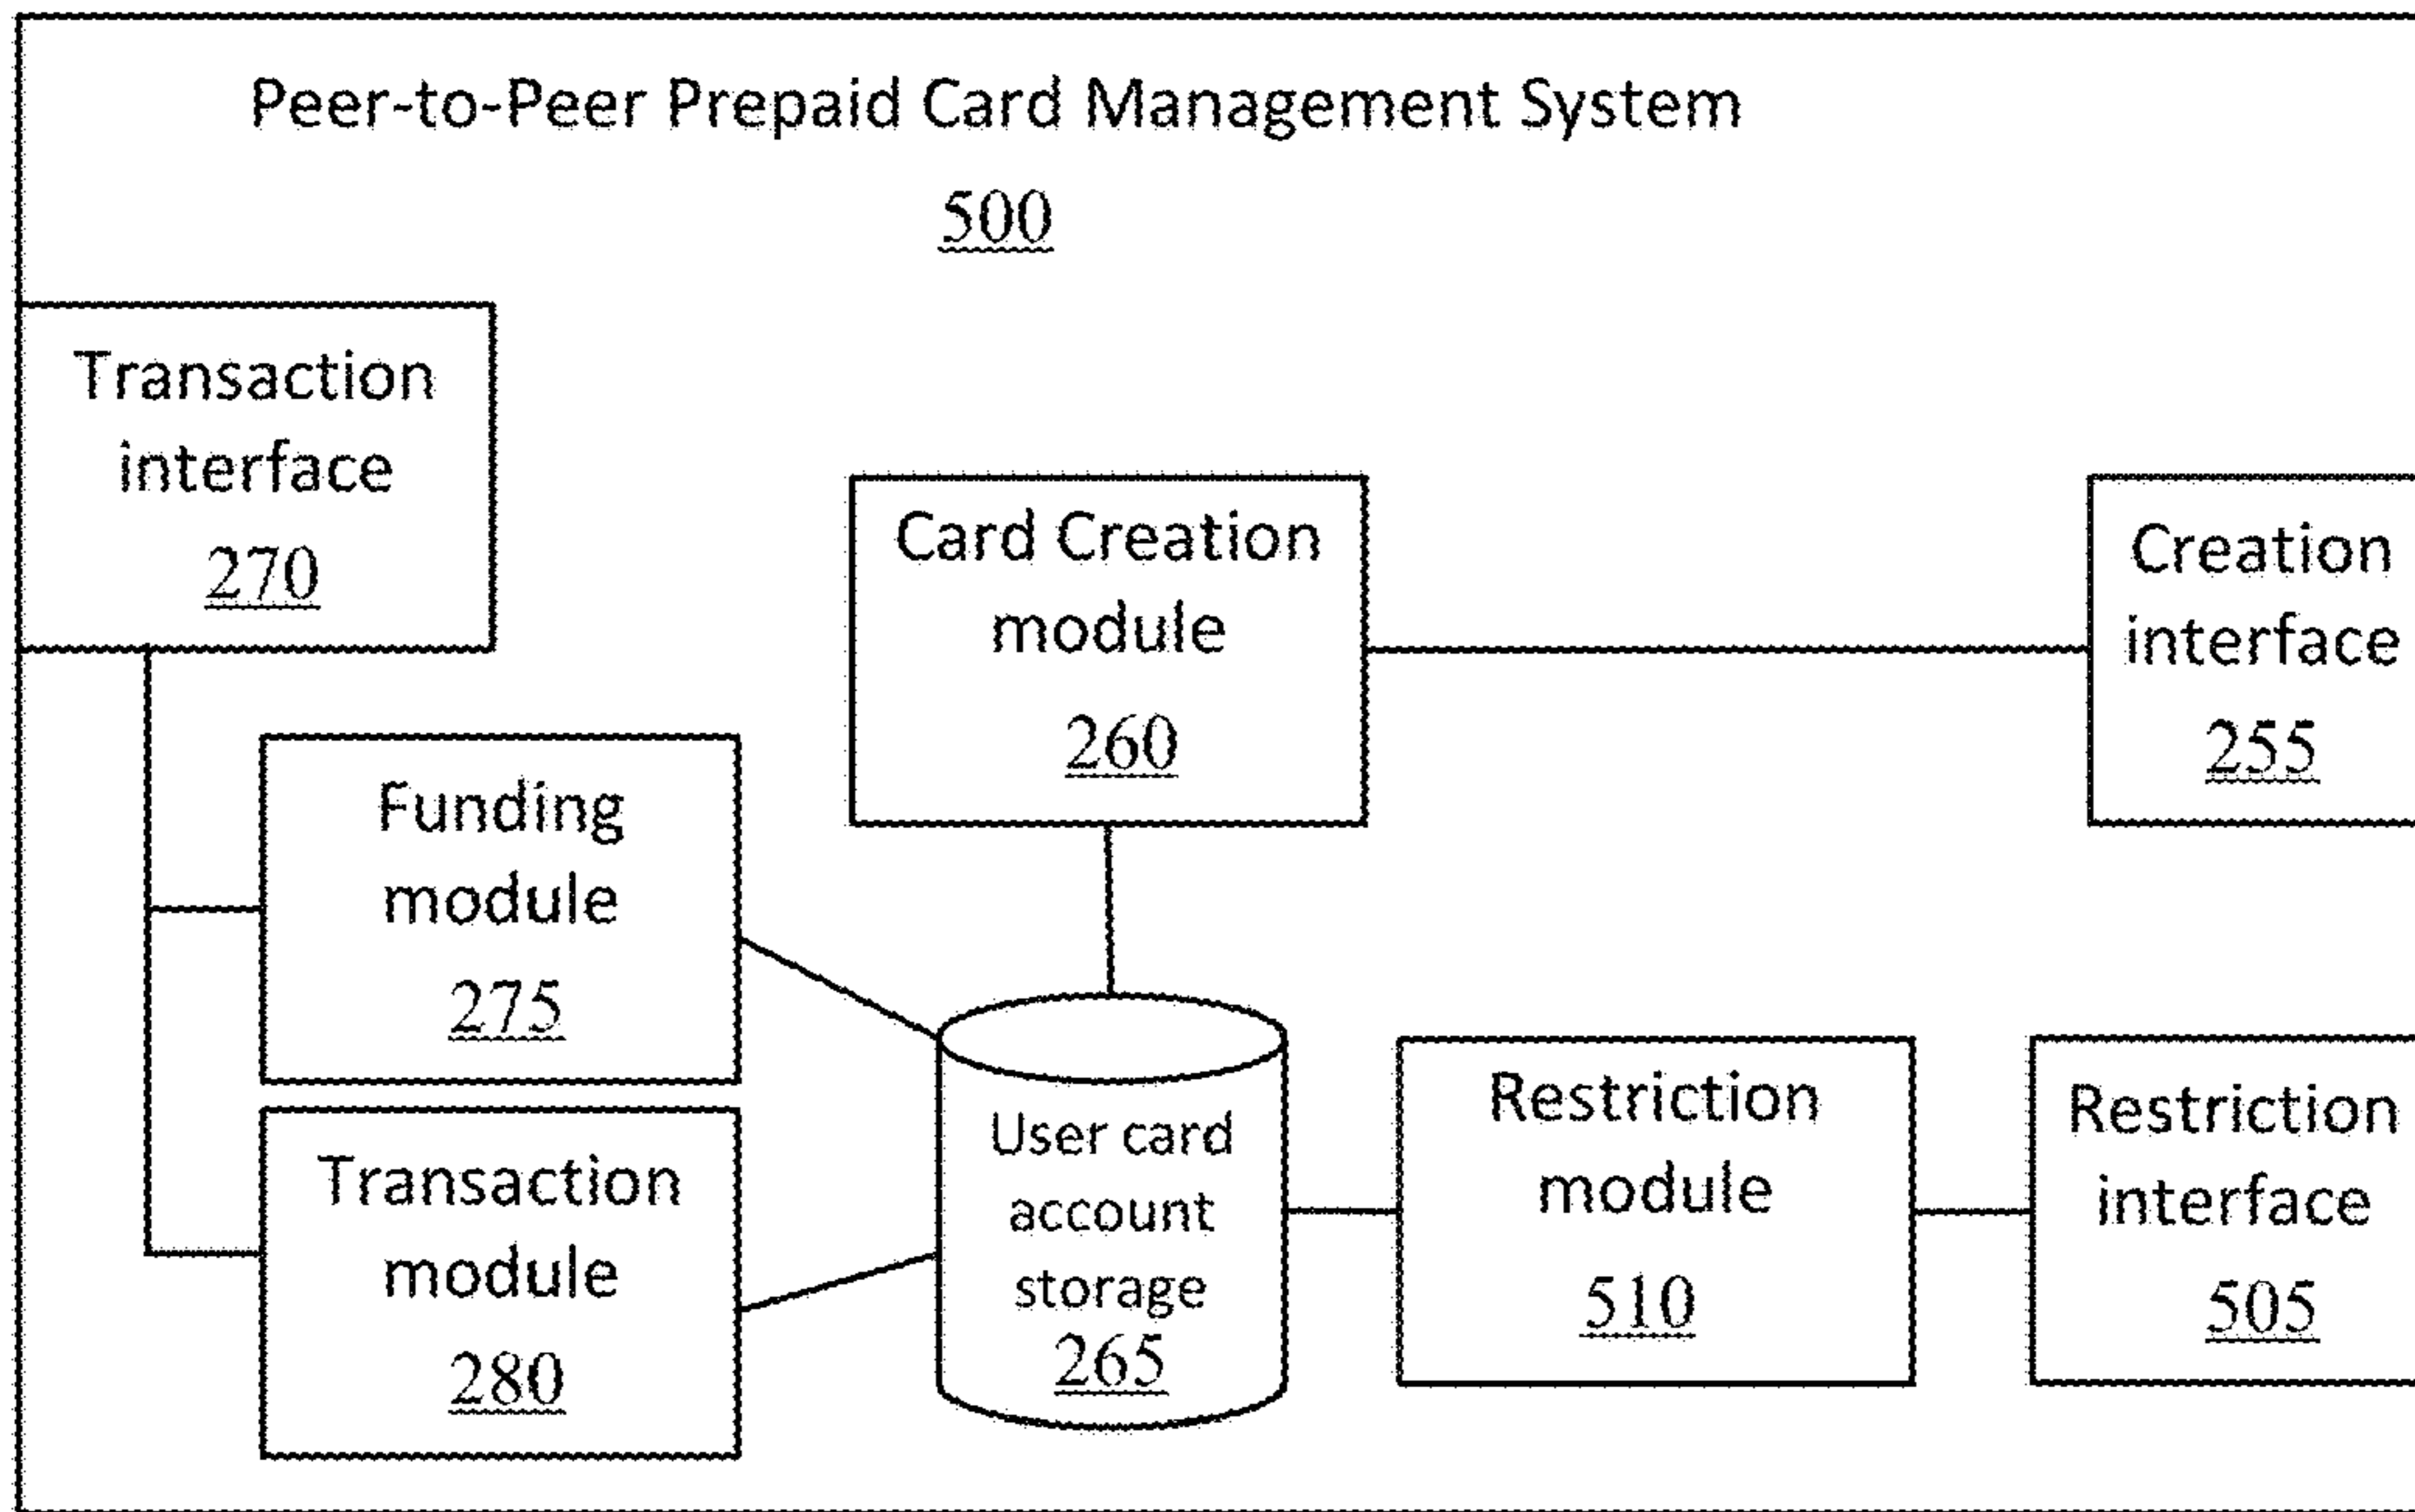 Peer-to-Peer Prepaid Card Management System
500
Transaction
interface
270
Card Creation
module
260
Creation
interface
255
Funding
module
275
Transaction
module
280
User card
account
storage
265
Restriction
module
510
Restriction
interface
505